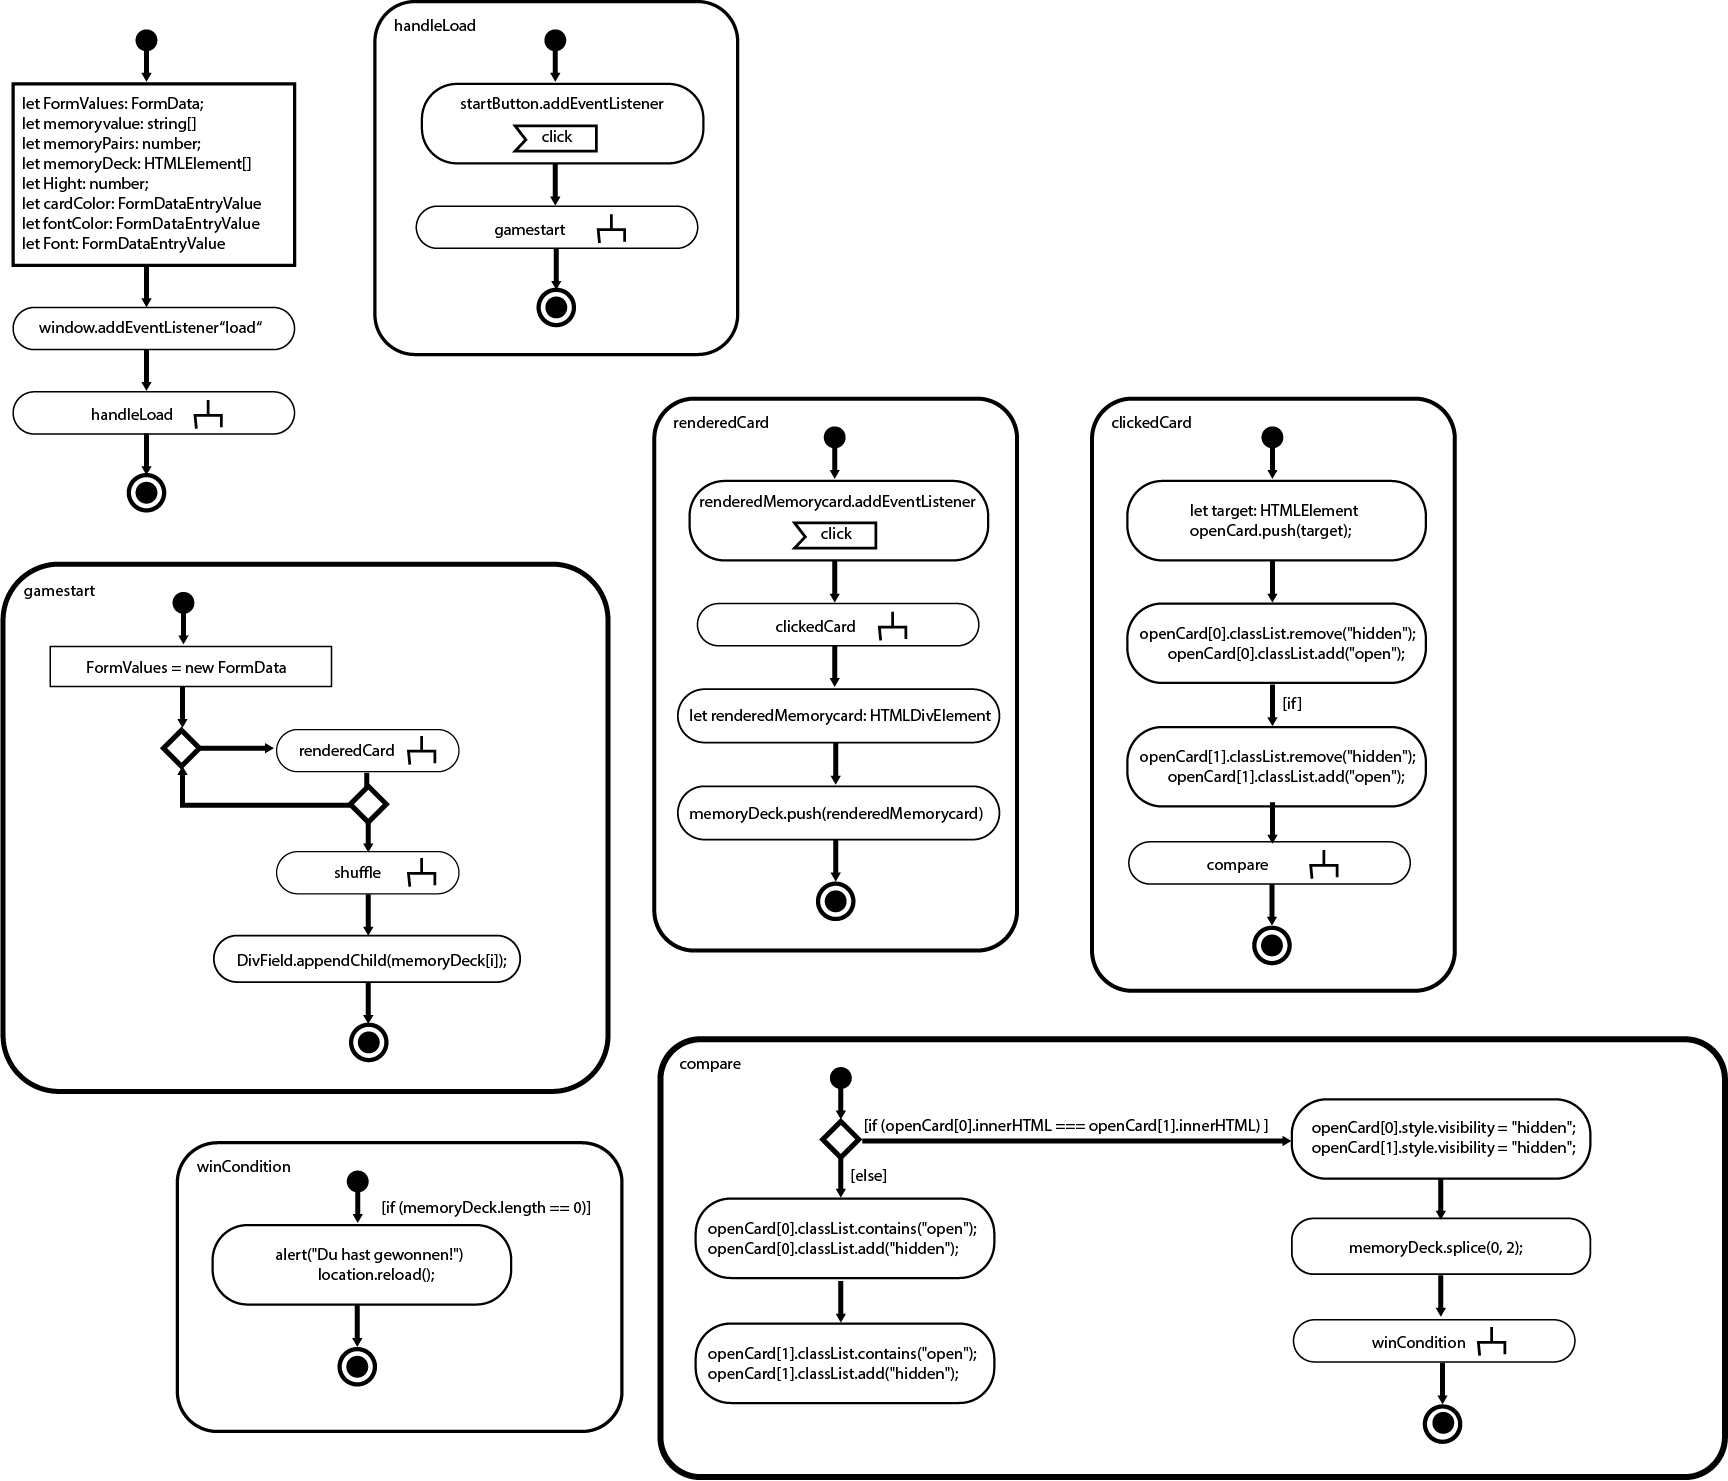 let FormValues: FormData;
let memoryvalue: string[]
let memoryPairs: number;
let memoryDeck: HTMLElement[]
let Hight: number;
let cardColor: FormDataEntryValue
let fontColor: FormDataEntryValue
let Font: FormDataEntryValue
window.addEventListener“load“
handleLoad
handleLoad
startButton.addEventListener
click
gamestart
gamestart
FormValues = new FormData
renderedCard
shuffle
DivField.appendChild(memoryDeck[i]);
renderedCard
renderedMemorycard.addEventListener
click
clickedCard
let renderedMemorycard: HTMLDivElement
memoryDeck.push(renderedMemorycard)
clickedCard
let target: HTMLElement
openCard.push(target);
openCard[0].classList.remove("hidden");
openCard[0].classList.add("open");
[if]
openCard[1].classList.remove("hidden");
openCard[1].classList.add("open");
compare
winCondition
[if (memoryDeck.length == 0)]
alert("Du hast gewonnen!")
location.reload();
compare
[if (openCard[0].innerHTML === openCard[1].innerHTML) ]
[else]
openCard[0].classList.contains("open");
openCard[0].classList.add("hidden");
openCard[1].classList.contains("open");
openCard[1].classList.add("hidden");
openCard[0].style.visibility = "hidden";
openCard[1].style.visibility = "hidden";
memoryDeck.splice(0, 2);
winCondition